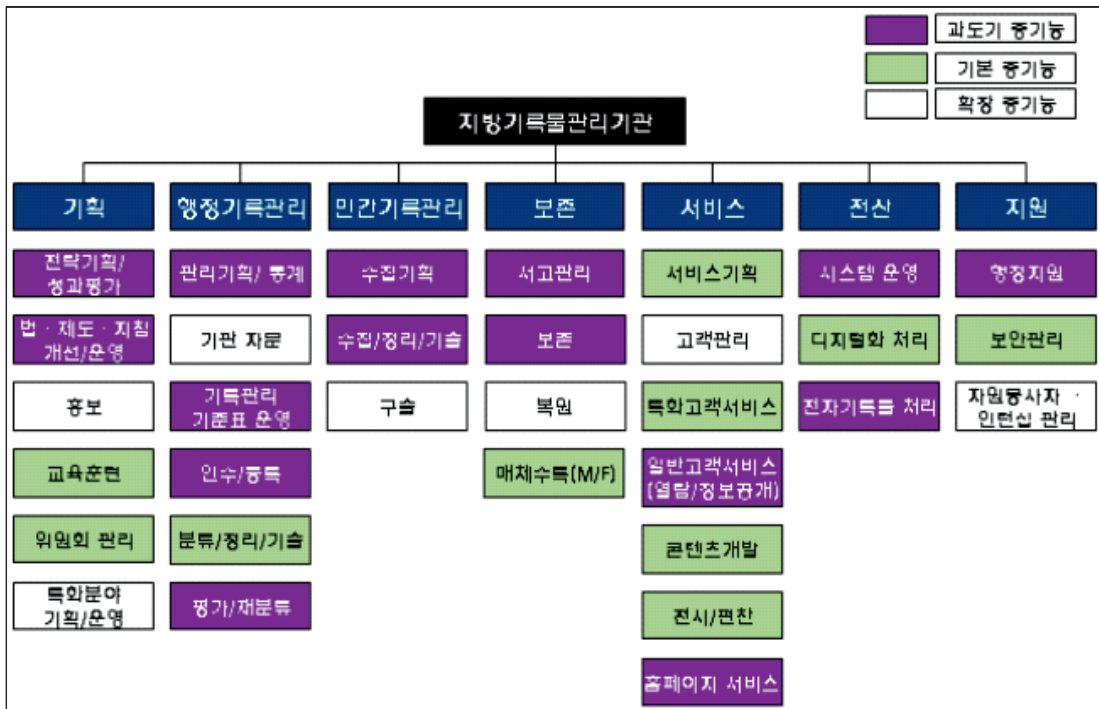 과도기 중기능
기본 중기능
확장 중기능
지방기록물관리기관
기획
행정기록관리
민간기록관리
보존
서비스
전산
지원
전략기획/
성과평가
관리기획/ 통계
수집기획
서고관리
서비스기획
시스템 운영
행정지원
법 · 제도 · 지침
개선/운영
기관 자문
수집/정리/기술
보존
고객관리
디지털화 처리
보안관리
홍보
기록관리
기준표 운영
구술
복원
특화고객서비스
전자기록물 처리
자원봉사자 ·
인턴십 관리
교육훈련
인수/등록
매체수록(M/F)
일반고객서비스
(열람/정보공개)
위원회 관리
분류/정리/기술
콘텐츠개발
특화분야
기획/운영
평가/재분류
전시/편찬
홈페이지 서비스